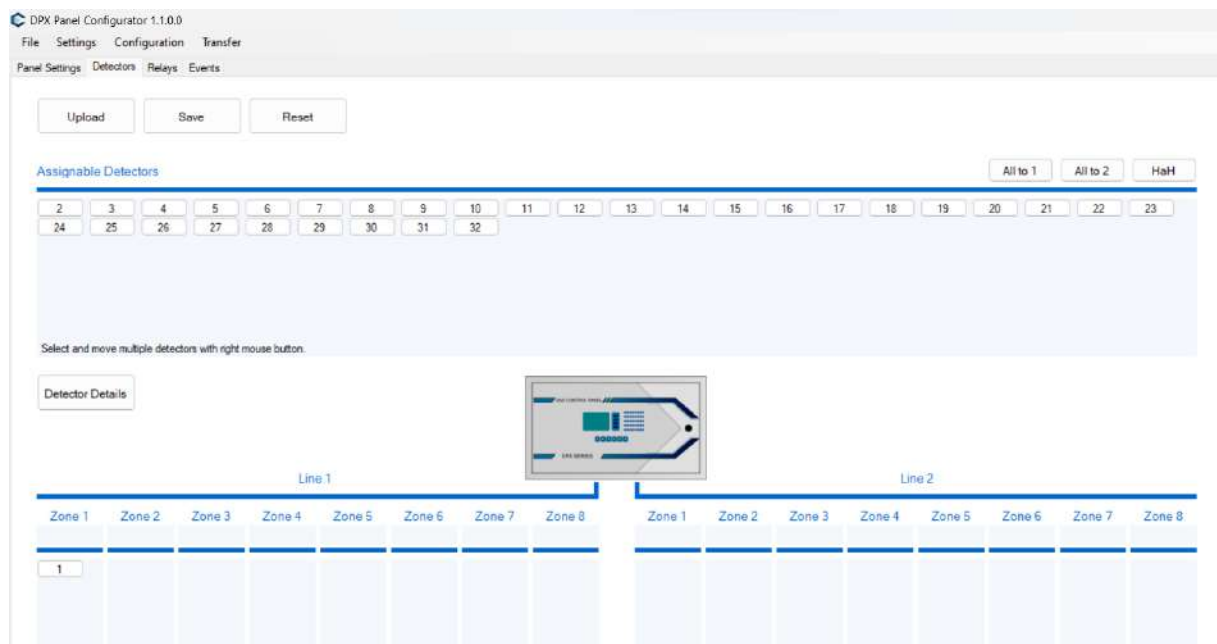 DPX Panel Configurator 1.1.0.0
File Settings Configuration Transfer
Panel Settings Detectors Relays Events
Upload Save Reset
Assignable Detectors All to 1 All to 2 HaH
2 3 4 5 6 7 8 9 10 11 12 13 14 15 16 17 18 19 20 21 22 23
24 25 26 27 28 29 30 31 32
Select and move multiple detectors with right mouse button.
Detector Details
Line 1 Line 2
Zone 1 Zone 2 Zone 3 Zone 4 Zone 5 Zone 6 Zone 7 Zone 8 Zone 1 Zone 2 Zone 3 Zone 4 Zone 5 Zone 6 Zone 7 Zone 8
1